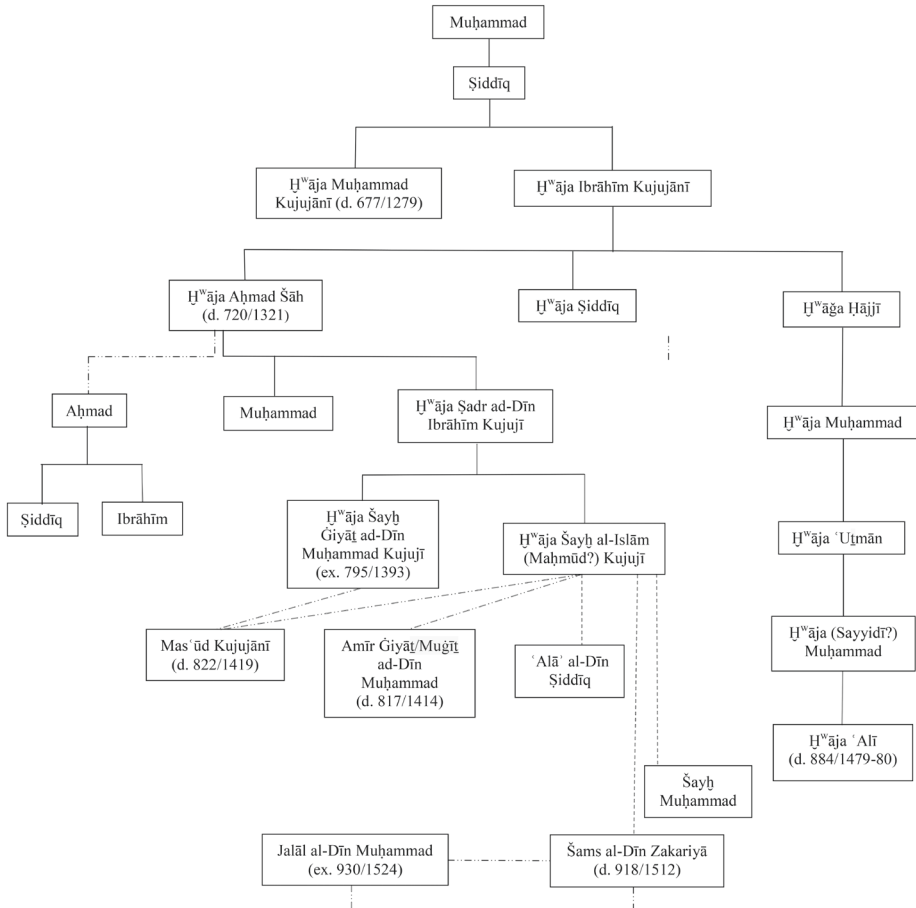 Muḥammad
Ṣiddīq
Ḫʷāja Muḥammad
Kujujānī (d. 677/1279)
Ḫʷāja Ibrāhīm Kujujānī
Ḫʷāja Aḥmad Šāh
(d. 720/1321)
Ḫʷāja Ṣiddīq
Ḫʷāğa Ḥājjī
Aḥmad
Muḥammad
Ḫʷāja Ṣadr ad-Dīn
Ibrāhīm Kujujī
Ḫʷāja Muḥammad
Ṣiddīq
Ibrāhīm
Ḫʷāja Šayḫ
Ġiyāṯ ad-Dīn
Muḥammad Kujujī
(ex. 795/1393)
Ḫʷāja Šayḫ al-Islām
(Maḥmūd?) Kujujī
Ḫʷāja ʿUṯmān
Masʿūd Kujujānī
(d. 822/1419)
Amīr Ġiyāṯ/Muġīṯ
ad-Dīn
Muḥammad
(d. 817/1414)
ʿAlāʾ al-Dīn
Ṣiddīq
Ḫʷāja (Sayyidī?)
Muḥammad
Ḫʷāja ʿAlī
(d. 884/1479-80)
Šayḫ
Muḥammad
Jalāl al-Dīn Muḥammad
(ex. 930/1524)
Šams al-Dīn Zakariyā
(d. 918/1512)